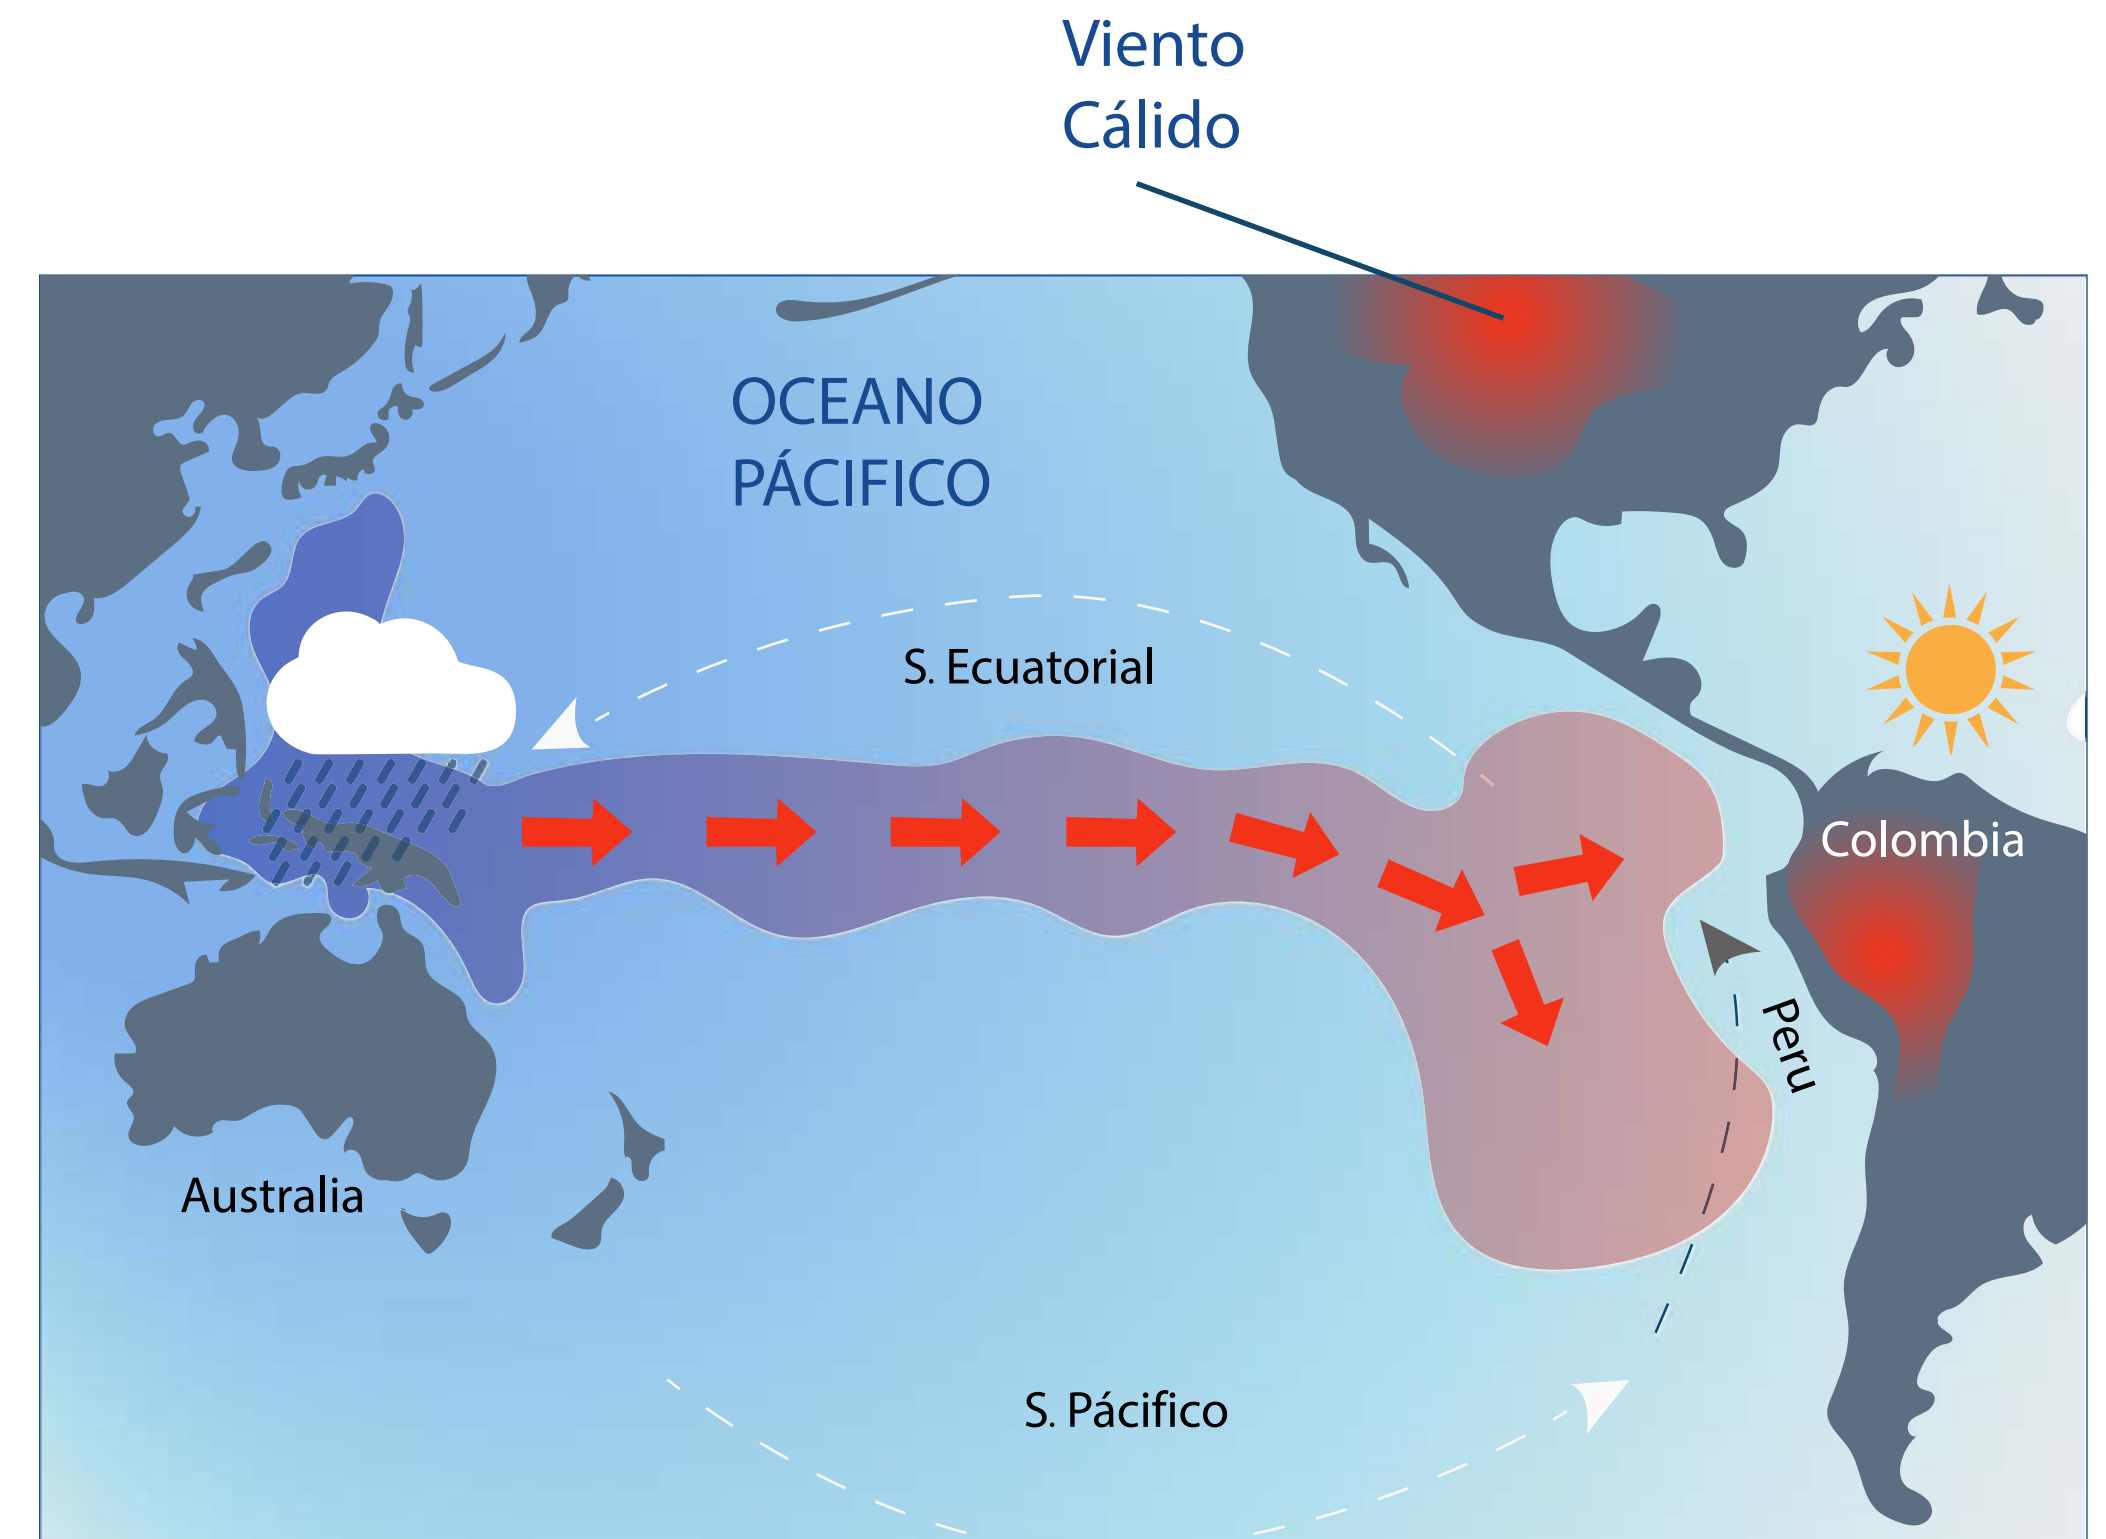 Viento
Cálido
OCEANO
PÁCIFICO
S. Ecuatorial
Colombia
Peru
Australia
S. Pácifico